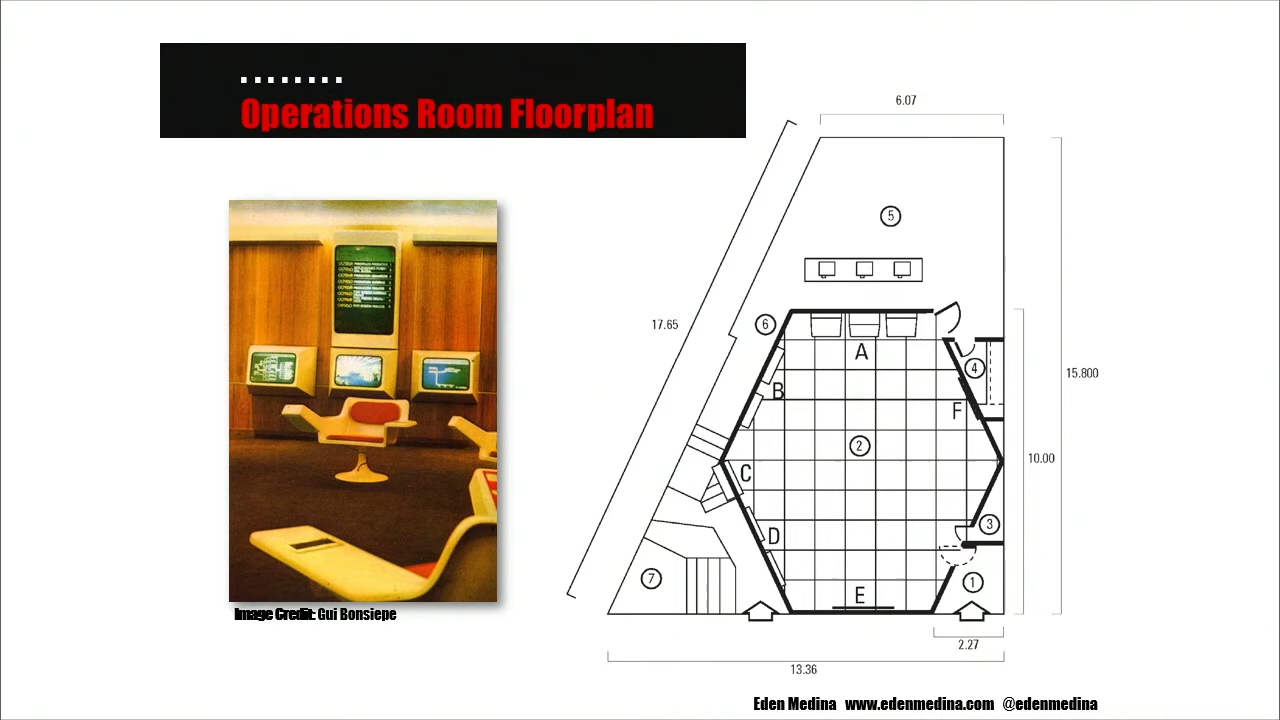 Operations Room Floorplan
6.07
5
17.65
6
A
4
B
15.800
F
2
10.00
C
3
D
7
1
E
Image Credit: Gui Bonsiepe
2.27
13.36
Eden Medina www.edenmedina.com @edenmedina